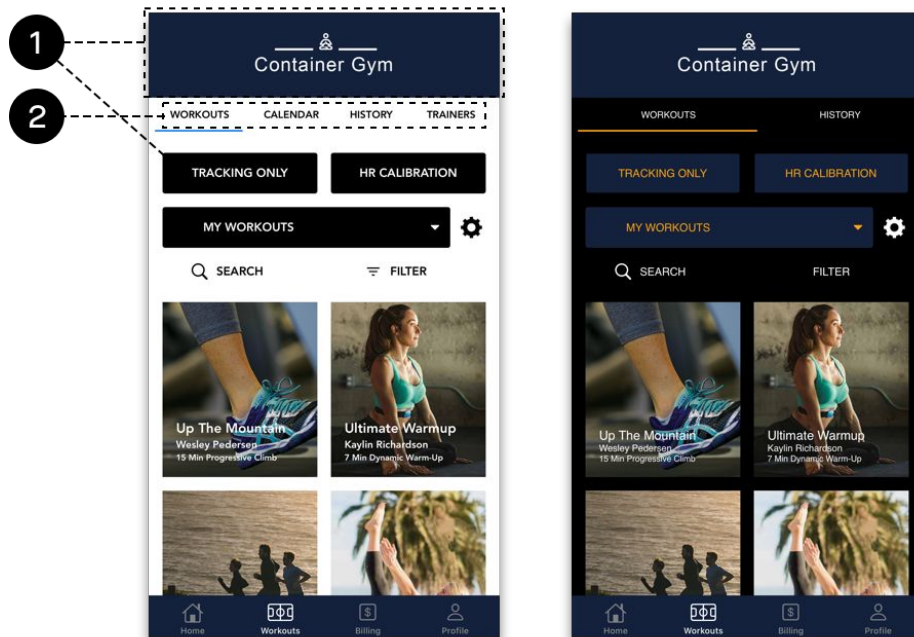 1
Container Gym
2
WORKOUTS CALENDAR HISTORY TRAINERS
TRACKING ONLY HR CALIBRATION
MY WORKOUTS
SEARCH FILTER
Up The Mountain
Wesley Pedersen
15 Min Progressive Climb
Ultimate Warmup
Kaylin Richardson
7 Min Dynamic Warm-Up
Home Workouts Billing Profile
Container Gym
WORKOUTS HISTORY
TRACKING ONLY HR CALIBRATION
MY WORKOUTS
SEARCH FILTER
Up The Mountain
Wesley Pedersen
15 Min Progressive Climb
Ultimate Warmup
Kaylin Richardson
7 Min Dynamic Warm-Up
Home Workouts Billing Profile